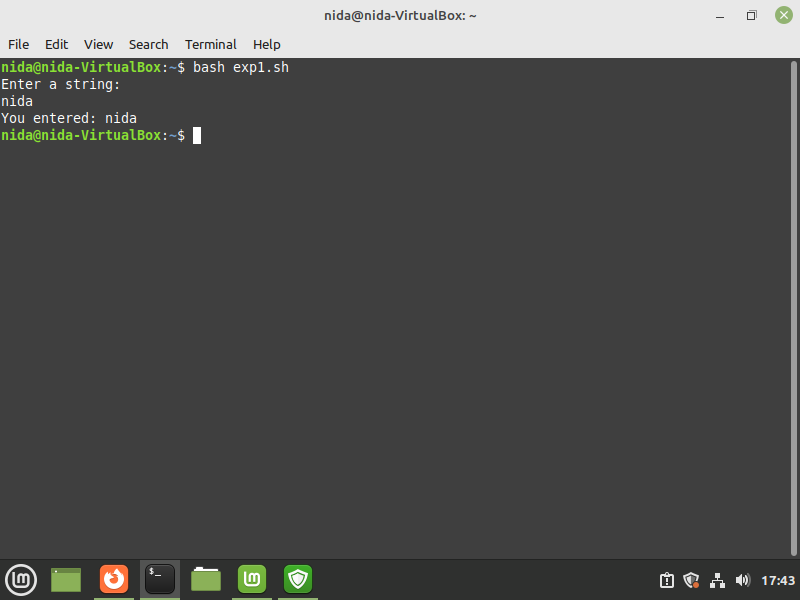 nida@nida-VirtualBox: ~
File Edit View Search Terminal Help
nida@nida-VirtualBox:~$ bash exp1.sh
Enter a string:
nida
You entered: nida
nida@nida-VirtualBox:~$
17:43